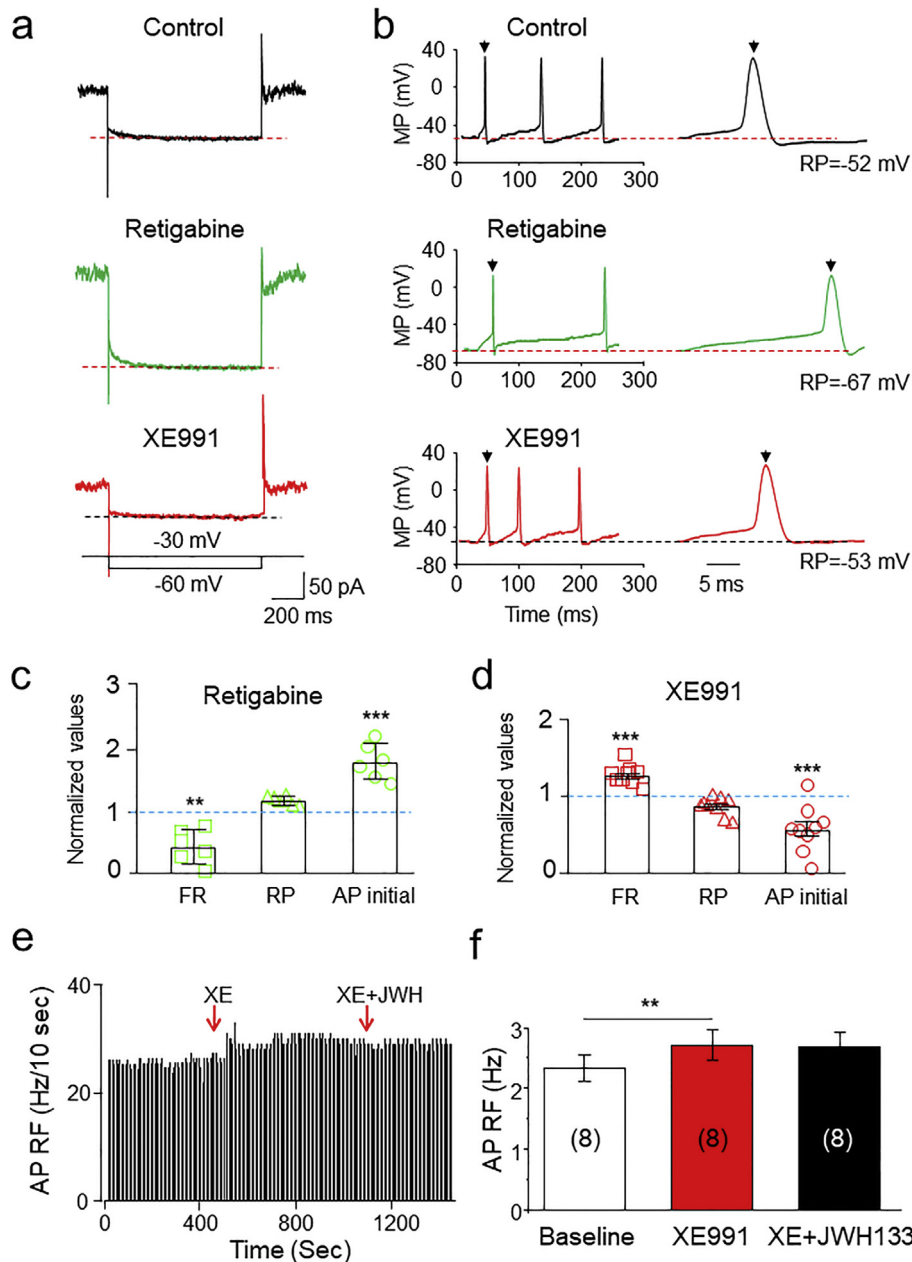 a
Control
Retigabine
XE991
-30 mV
-60 mV
50 pA
200 ms
b
Control
MP (mV)
40
0
-40
-80
0 100 200 300
RP=-52 mV
Retigabine
MP (mV)
40
0
-40
-80
0 100 200 300
RP=-67 mV
XE991
MP (mV)
40
0
-40
-80
0 100 200 300
Time (ms)
5 ms
RP=-53 mV
c
Retigabine
Normalized values
3
2
1
0
**
***
FR RP AP initial
d
XE991
Normalized values
2
1
0
***
***
FR RP AP initial
e
AP RF (Hz/10 sec)
40
20
0
XE
XE+JWH
0 400 800 1200
Time (Sec)
f
AP RF (Hz)
3
2
1
0
**
(8) (8) (8)
Baseline XE991 XE+JWH133